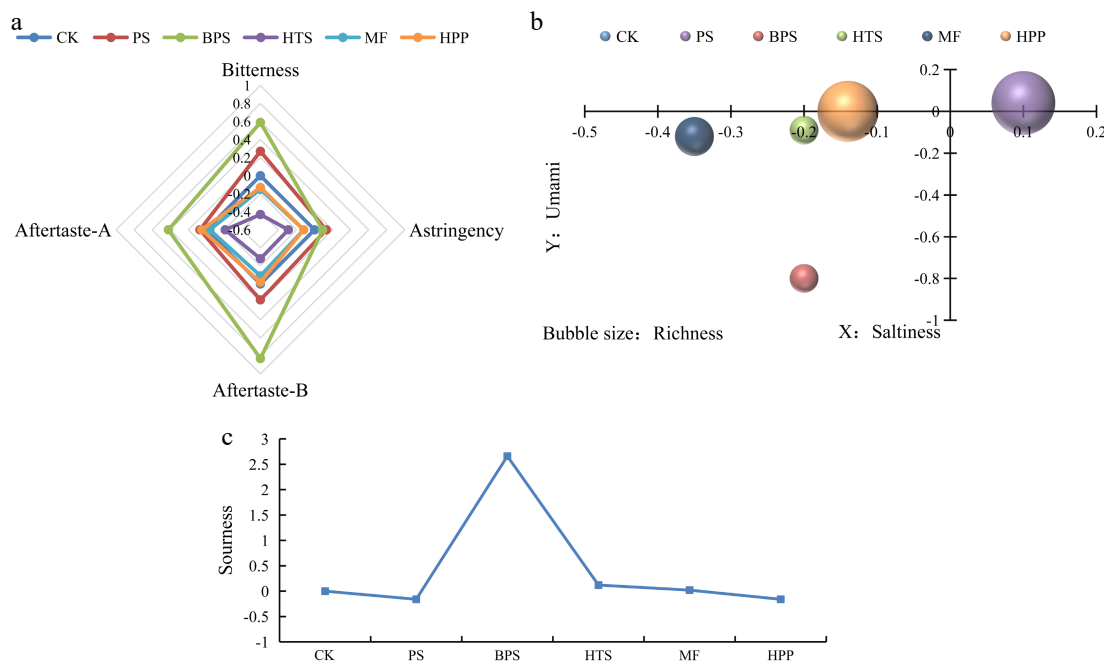 a
CK PS BPS HTS MF HPP
Bitterness
1
0.8
0.6
0.4
0.2
0
-0.2
-0.4
-0.6
Aftertaste-A
Astringency
Aftertaste-B
b
CK PS BPS HTS MF HPP
0.2
0
-0.2
-0.4
-0.6
-0.8
-1
-0.5 -0.4 -0.3 -0.2 -0.1 0 0.1 0.2
Y：Umami
Bubble size：Richness
X：Saltiness
c
3
2.5
2
1.5
1
0.5
0
-0.5
-1
Sourness
CK PS BPS HTS MF HPP